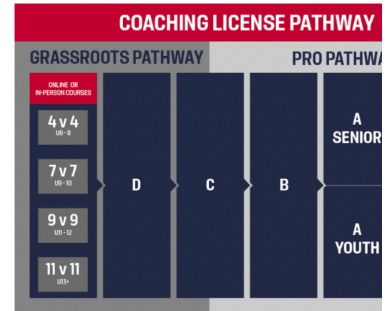 COACHING LICENSE PATHWAY
GRASSROOTS PATHWAY
PRO
ONLINE OR
IN-PERSON COURSES
4 v 4
U6-8
7 v 7
U9-10
9 v 9
U11-12
11 v 11
U13+
D
C
B
A
SENIOR
A
YOUTH